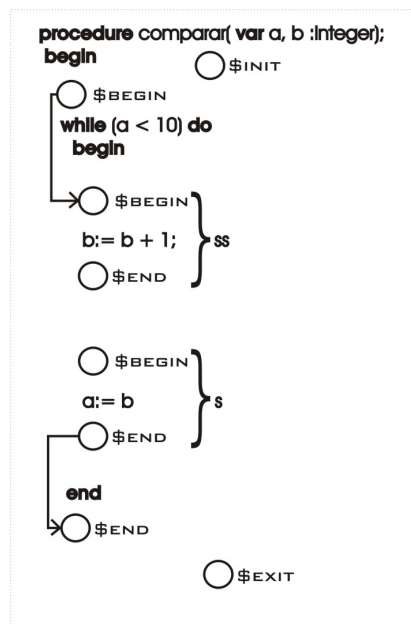 procedure comparar( var a, b :Integer);
begin
$INIT
$BEGIN
while (a < 10) do
begin
$BEGIN
b:= b + 1;
ss
$END
$BEGIN
a:= b
s
$END
end
$END
$EXIT